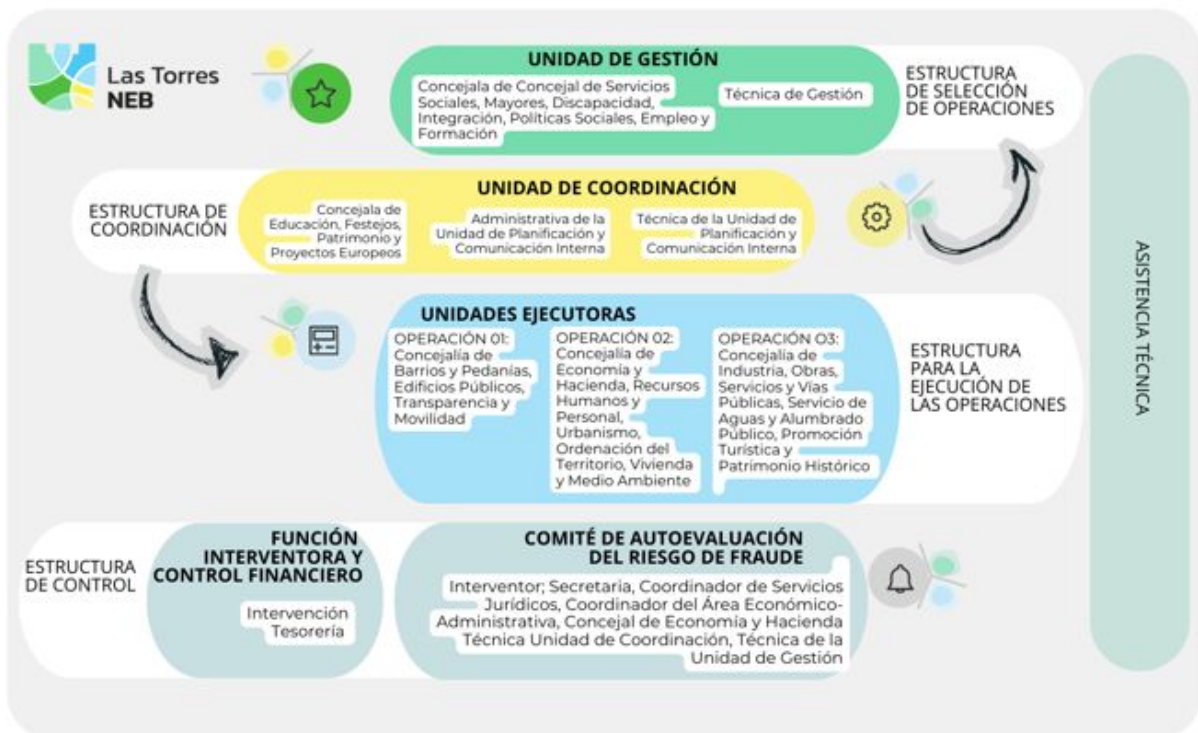 Las Torres
NEB
UNIDAD DE GESTIÓN
Concejala de Concejal de Servicios
Sociales, Mayores, Discapacidad,
Integración, Políticas Sociales, Empleo y
Formación
Técnica de Gestión
ESTRUCTURA
DE SELECCIÓN
DE OPERACIONES
ESTRUCTURA DE
COORDINACIÓN
UNIDAD DE COORDINACIÓN
Concejala de
Educación, Festejos,
Patrimonio y
Proyectos Europeos
Administrativa de la
Unidad de Planificación y
Comunicación Interna
Técnica de la Unidad de
Planificación y
Comunicación Interna
UNIDADES EJECUTORAS
OPERACIÓN 01:
Concejalía de
Barrios y Pedanías,
Edificios Públicos,
Transparencia y
Movilidad
OPERACIÓN 02:
Concejalía de
Economía y
Hacienda, Recursos
Humanos y
Personal,
Urbanismo,
Ordenación del
Territorio, Vivienda
y Medio Ambiente
OPERACIÓN O3:
Concejalía de
Industria, Obras,
Servicios y Vías
Públicas, Servicio de
Aguas y Alumbrado
Público, Promoción
Turística y
Patrimonio Histórico
ESTRUCTURA
PARA LA
EJECUCIÓN DE
LAS OPERACIONES
ESTRUCTURA
DE CONTROL
FUNCIÓN
INTERVENTORA Y
CONTROL FINANCIERO
Intervención
Tesorería
COMITÉ DE AUTOEVALUACIÓN
DEL RIESGO DE FRAUDE
Interventor; Secretaria, Coordinador de Servicios
Jurídicos, Coordinador del Área Económico-
Administrativa, Concejal de Economía y Hacienda
Técnica Unidad de Coordinación, Técnica de la
Unidad de Gestión
ASISTENCIA TÉCNICA